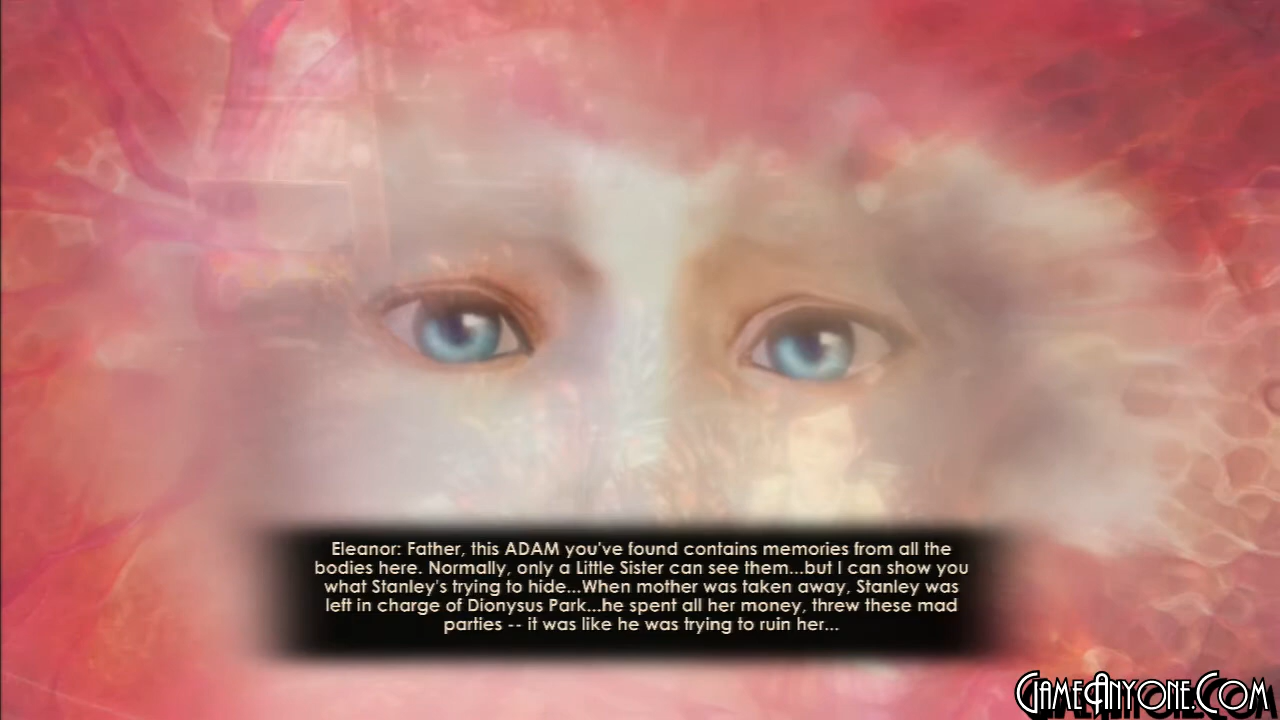 Eleanor: Father, this ADAM you've found contains memories from all the
bodies here. Normally, only a Little Sister can see them...but I can show you
what Stanley's trying to hide...When mother was taken away, Stanley was
left in charge of Dionysus Park...he spent all her money, threw these mad
parties -- it was like he was trying to ruin her...
GameAnyone.Com